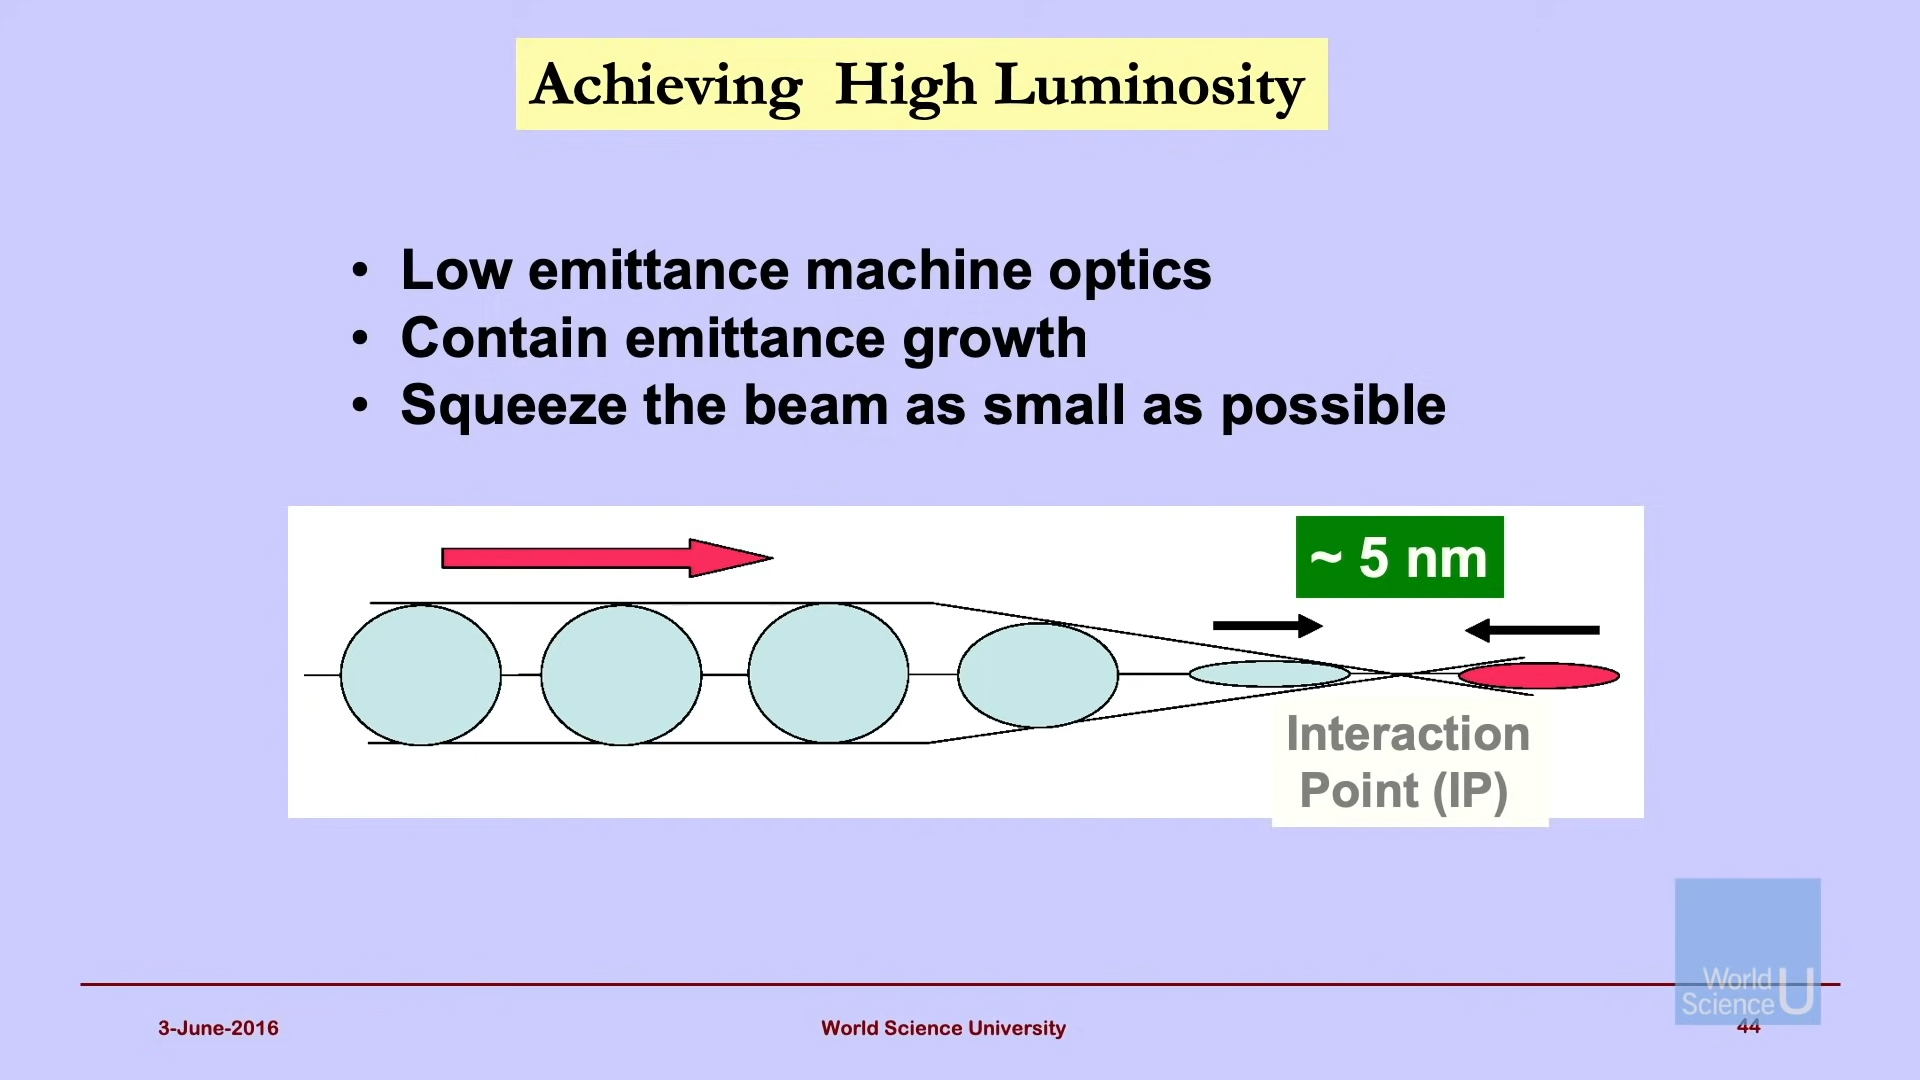 Achieving High Luminosity
• Low emittance machine optics
• Contain emittance growth
• Squeeze the beam as small as possible
~ 5 nm
Interaction
Point (IP)
World
Science U
3-June-2016
World Science University
44